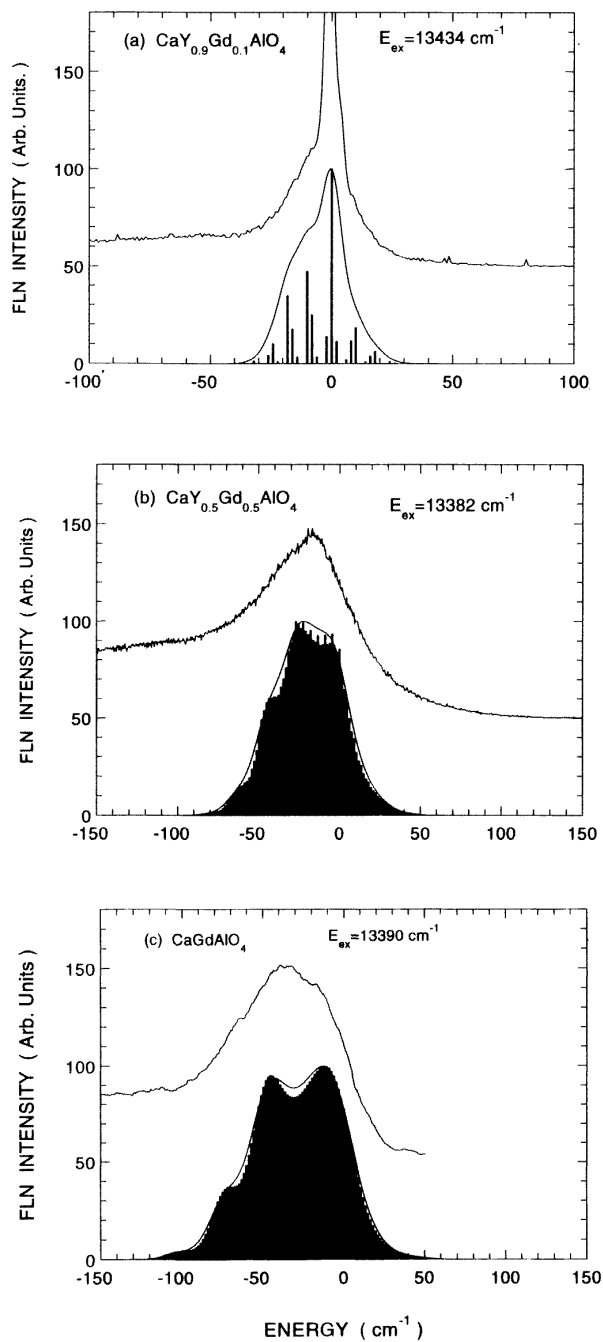 (a) CaY0.9Gd0.1AlO4 Eex=13434 cm-1
FLN INTENSITY ( Arb. Units. )
150
100
50
0
-100 -50 0 50 100
(b) CaY0.5Gd0.5AlO4 Eex=13382 cm-1
FLN INTENSITY ( Arb. Units )
150
100
50
0
-150 -100 -50 0 50 100 150
(c) CaGdAlO4 Eex=13390 cm-1
FLN INTENSITY ( Arb. Units )
150
100
50
0
-150 -100 -50 0 50 100 150
ENERGY ( cm-1 )